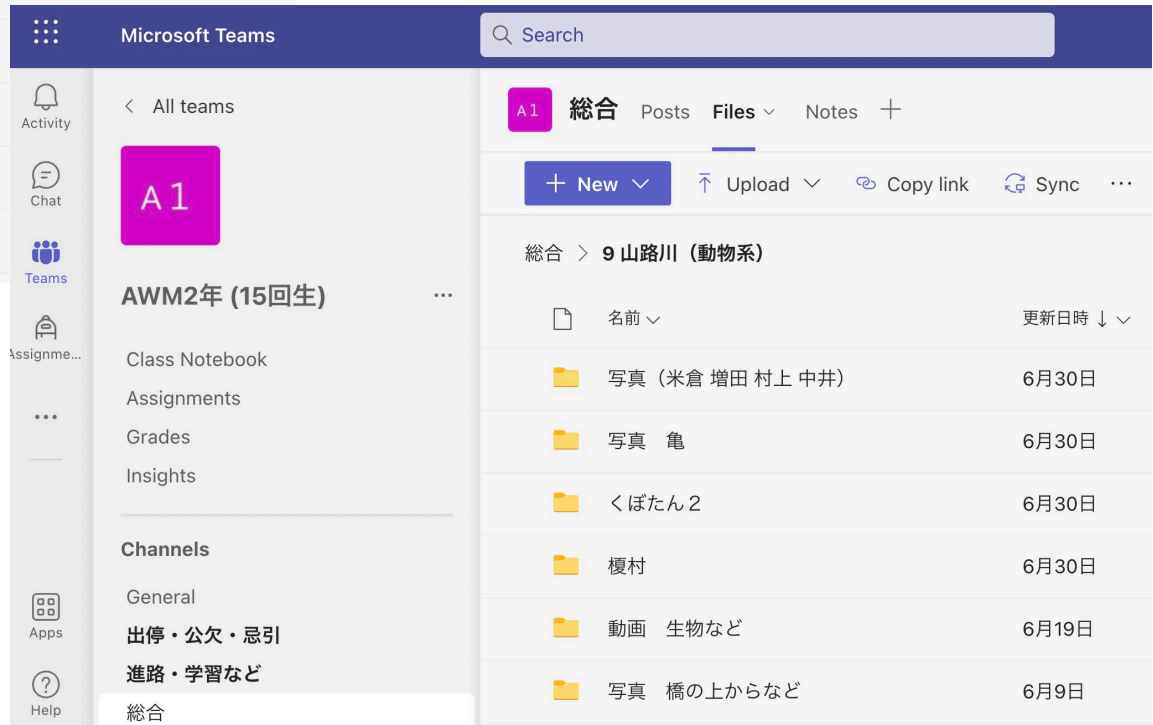 Microsoft Teams
Search
Activity
Chat
Teams
Assignme...
Apps
Help
All teams
A1
AWM2年 (15回生)
Class Notebook
Assignments
Grades
Insights
Channels
General
出停・公欠・忌引
進路・学習など
総合
A1 総合 Posts Files Notes
New Upload Copy link Sync
総合 > 9 山路川（動物系）
名前 更新日時 ↓
写真（米倉 増田 村上 中井） 6月30日
写真　亀 6月30日
くぼたん２ 6月30日
榎村 6月30日
動画　生物など 6月19日
写真　橋の上からなど 6月9日